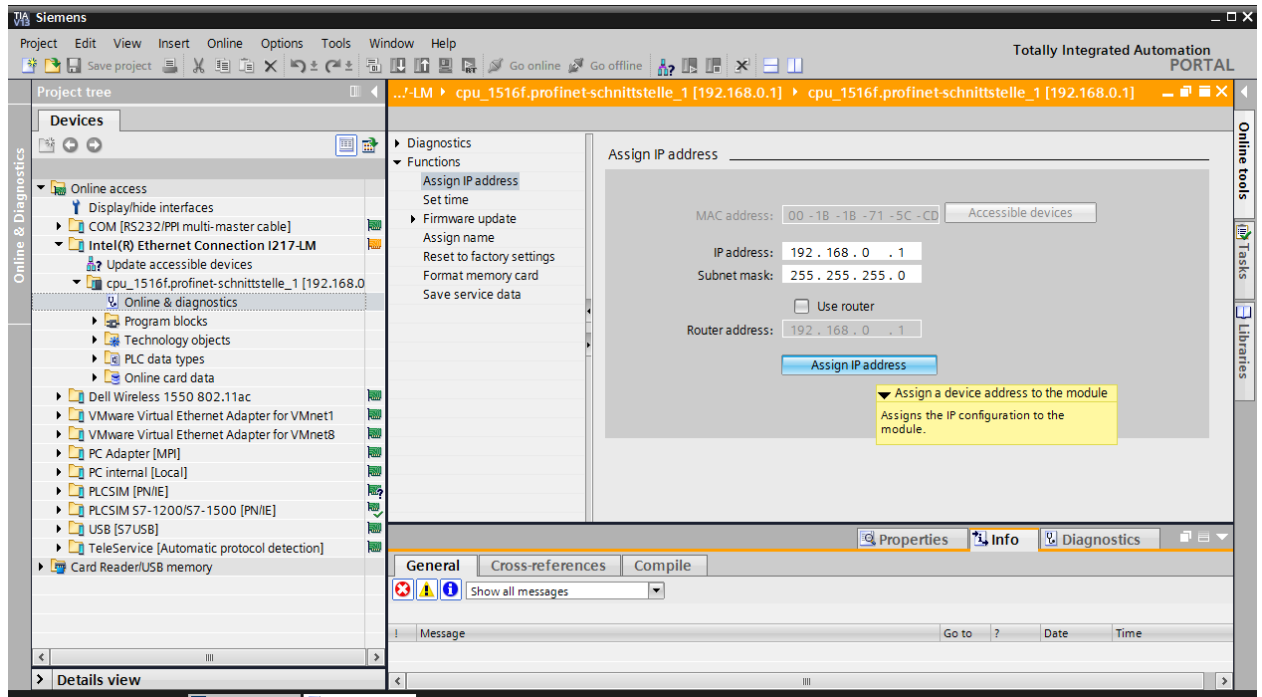 TIA V13 Siemens
Project Edit View Insert Online Options Tools Window Help
Totally Integrated Automation
PORTAL
Save project Go online Go offline
Project tree
.../-LM cpu_1516f.profinet-schnittstelle_1 [192.168.0.1] cpu_1516f.profinet-schnittstelle_1 [192.168.0.1]
Devices
Online & Diagnostics
Online access
Display/hide interfaces
COM [RS232/PPI multi-master cable]
Intel(R) Ethernet Connection I217-LM
Update accessible devices
cpu_1516f.profinet-schnittstelle_1 [192.168.0
Online & diagnostics
Program blocks
Technology objects
PLC data types
Online card data
Dell Wireless 1550 802.11ac
VMware Virtual Ethernet Adapter for VMnet1
VMware Virtual Ethernet Adapter for VMnet8
PC Adapter [MPI]
PC internal [Local]
PLCSIM [PN/IE]
PLCSIM S7-1200/S7-1500 [PN/IE]
USB [S7USB]
TeleService [Automatic protocol detection]
Card Reader/USB memory
Details view
Diagnostics
Functions
Assign IP address
Set time
Firmware update
Assign name
Reset to factory settings
Format memory card
Save service data
Assign IP address
MAC address: 00 -1B -1B -71 -5C -CD Accessible devices
IP address: 192 . 168 . 0 . 1
Subnet mask: 255 . 255 . 255 . 0
Use router
Router address: 192 . 168 . 0 . 1
Assign IP address
Assign a device address to the module
Assigns the IP configuration to the
module.
Properties Info Diagnostics
General Cross-references Compile
Show all messages
! Message Go to ? Date Time
Online tools
Tasks
Libraries